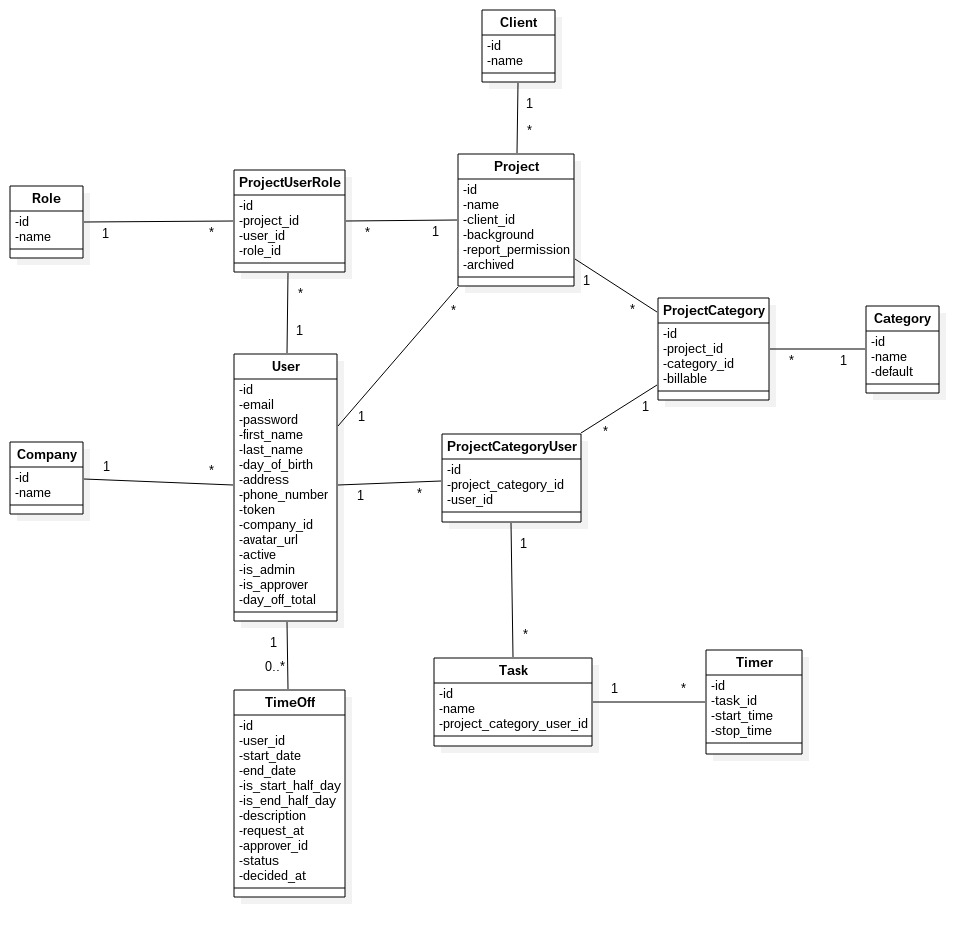 Client
-id
-name
1
*
Project
-id
-name
-client_id
-background
-report_permission
-archived
ProjectUserRole
-id
-project_id
-user_id
-role_id
Role
-id
-name
1
*
*
1
*
1
1
*
*
1
ProjectCategory
-id
-project_id
-category_id
-billable
Category
-id
-name
-default
*
1
1
*
User
-id
-email
-password
-first_name
-last_name
-day_of_birth
-address
-phone_number
-token
-company_id
-avatar_url
-active
-is_admin
-is_approver
-day_off_total
Company
-id
-name
1
*
ProjectCategoryUser
-id
-project_category_id
-user_id
1
*
1
*
1
0..*
TimeOff
-id
-user_id
-start_date
-end_date
-is_start_half_day
-is_end_half_day
-description
-request_at
-approver_id
-status
-decided_at
Task
-id
-name
-project_category_user_id
1
*
Timer
-id
-task_id
-start_time
-stop_time